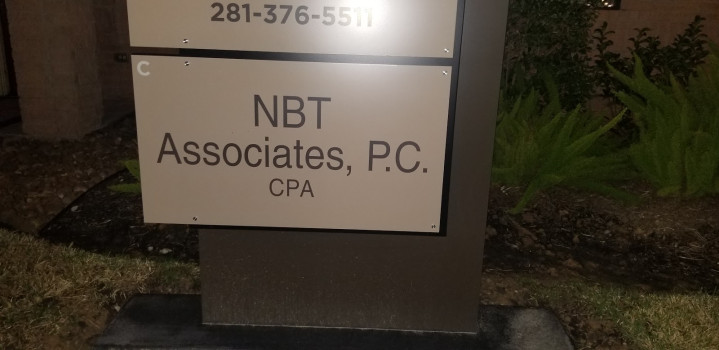 281-376-5511
C
NBT
Associates, P.C.
CPA